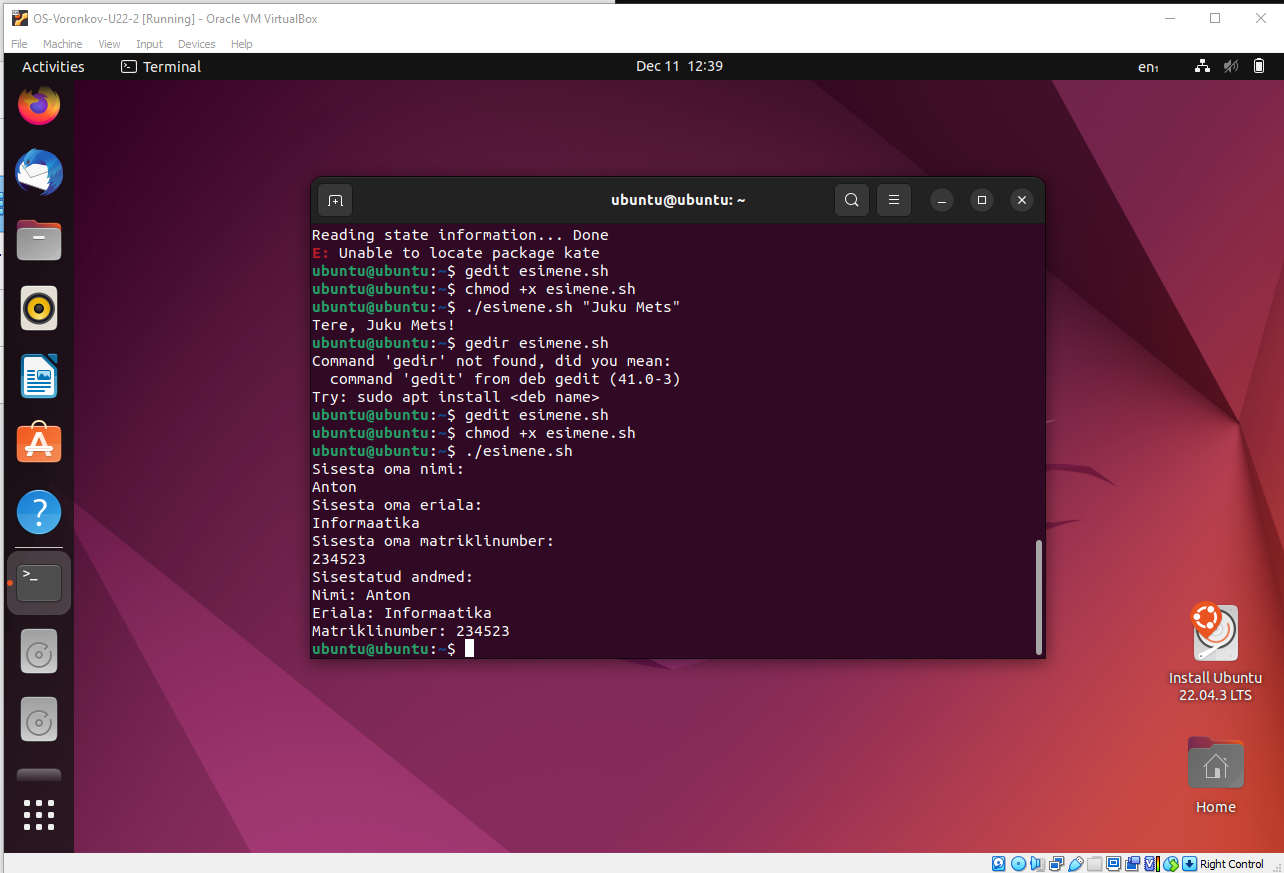 OS-Voronkov-U22-2 [Running] - Oracle VM VirtualBox
File Machine View Input Devices Help
Activities Terminal Dec 11 12:39 en₁
ubuntu@ubuntu: ~
Reading state information... Done
E: Unable to locate package kate
ubuntu@ubuntu:~$ gedit esimene.sh
ubuntu@ubuntu:~$ chmod +x esimene.sh
ubuntu@ubuntu:~$ ./esimene.sh "Juku Mets"
Tere, Juku Mets!
ubuntu@ubuntu:~$ gedir esimene.sh
Command 'gedir' not found, did you mean:
  command 'gedit' from deb gedit (41.0-3)
Try: sudo apt install <deb name>
ubuntu@ubuntu:~$ gedit esimene.sh
ubuntu@ubuntu:~$ chmod +x esimene.sh
ubuntu@ubuntu:~$ ./esimene.sh
Sisesta oma nimi:
Anton
Sisesta oma eriala:
Informaatika
Sisesta oma matriklinumber:
234523
Sisestatud andmed:
Nimi: Anton
Eriala: Informaatika
Matriklinumber: 234523
ubuntu@ubuntu:~$
Install Ubuntu
22.04.3 LTS
Home
Right Control